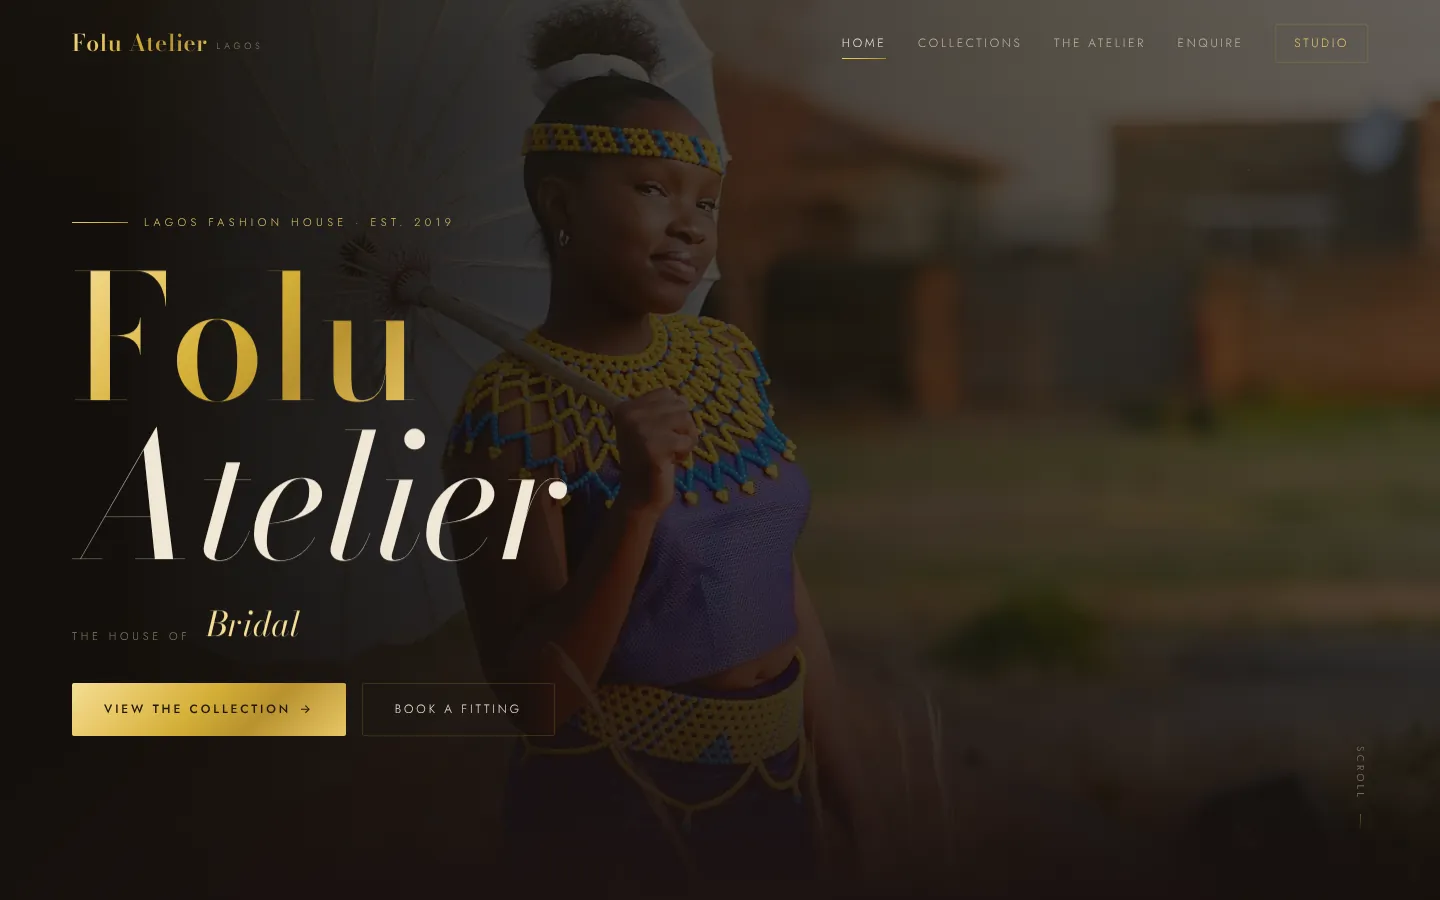 Folu Atelier LAGOS
HOME COLLECTIONS THE ATELIER ENQUIRE STUDIO
LAGOS FASHION HOUSE · EST. 2019
Folu
Atelier
THE HOUSE OF Bridal
VIEW THE COLLECTION →
BOOK A FITTING
SCROLL